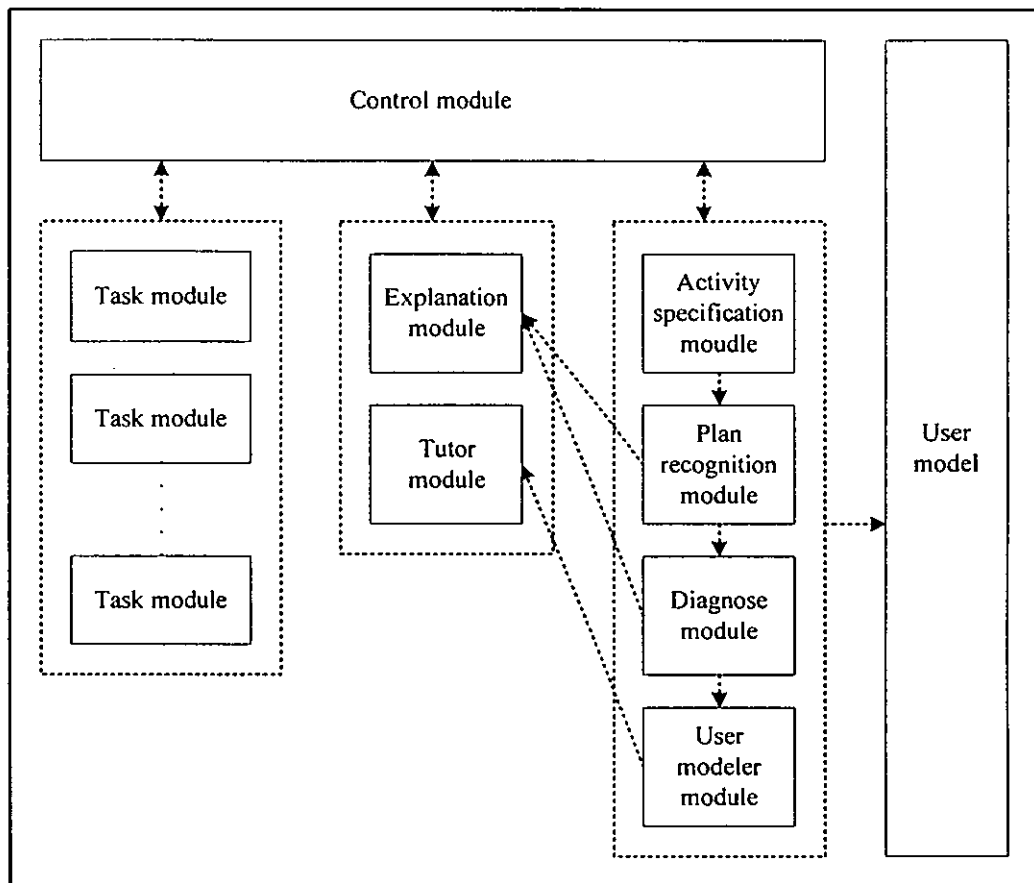 Control module
Task module
Task module
Task module
Explanation
module
Tutor
module
Activity
specification
moudle
Plan
recognition
module
Diagnose
module
User
modeler
module
User
model